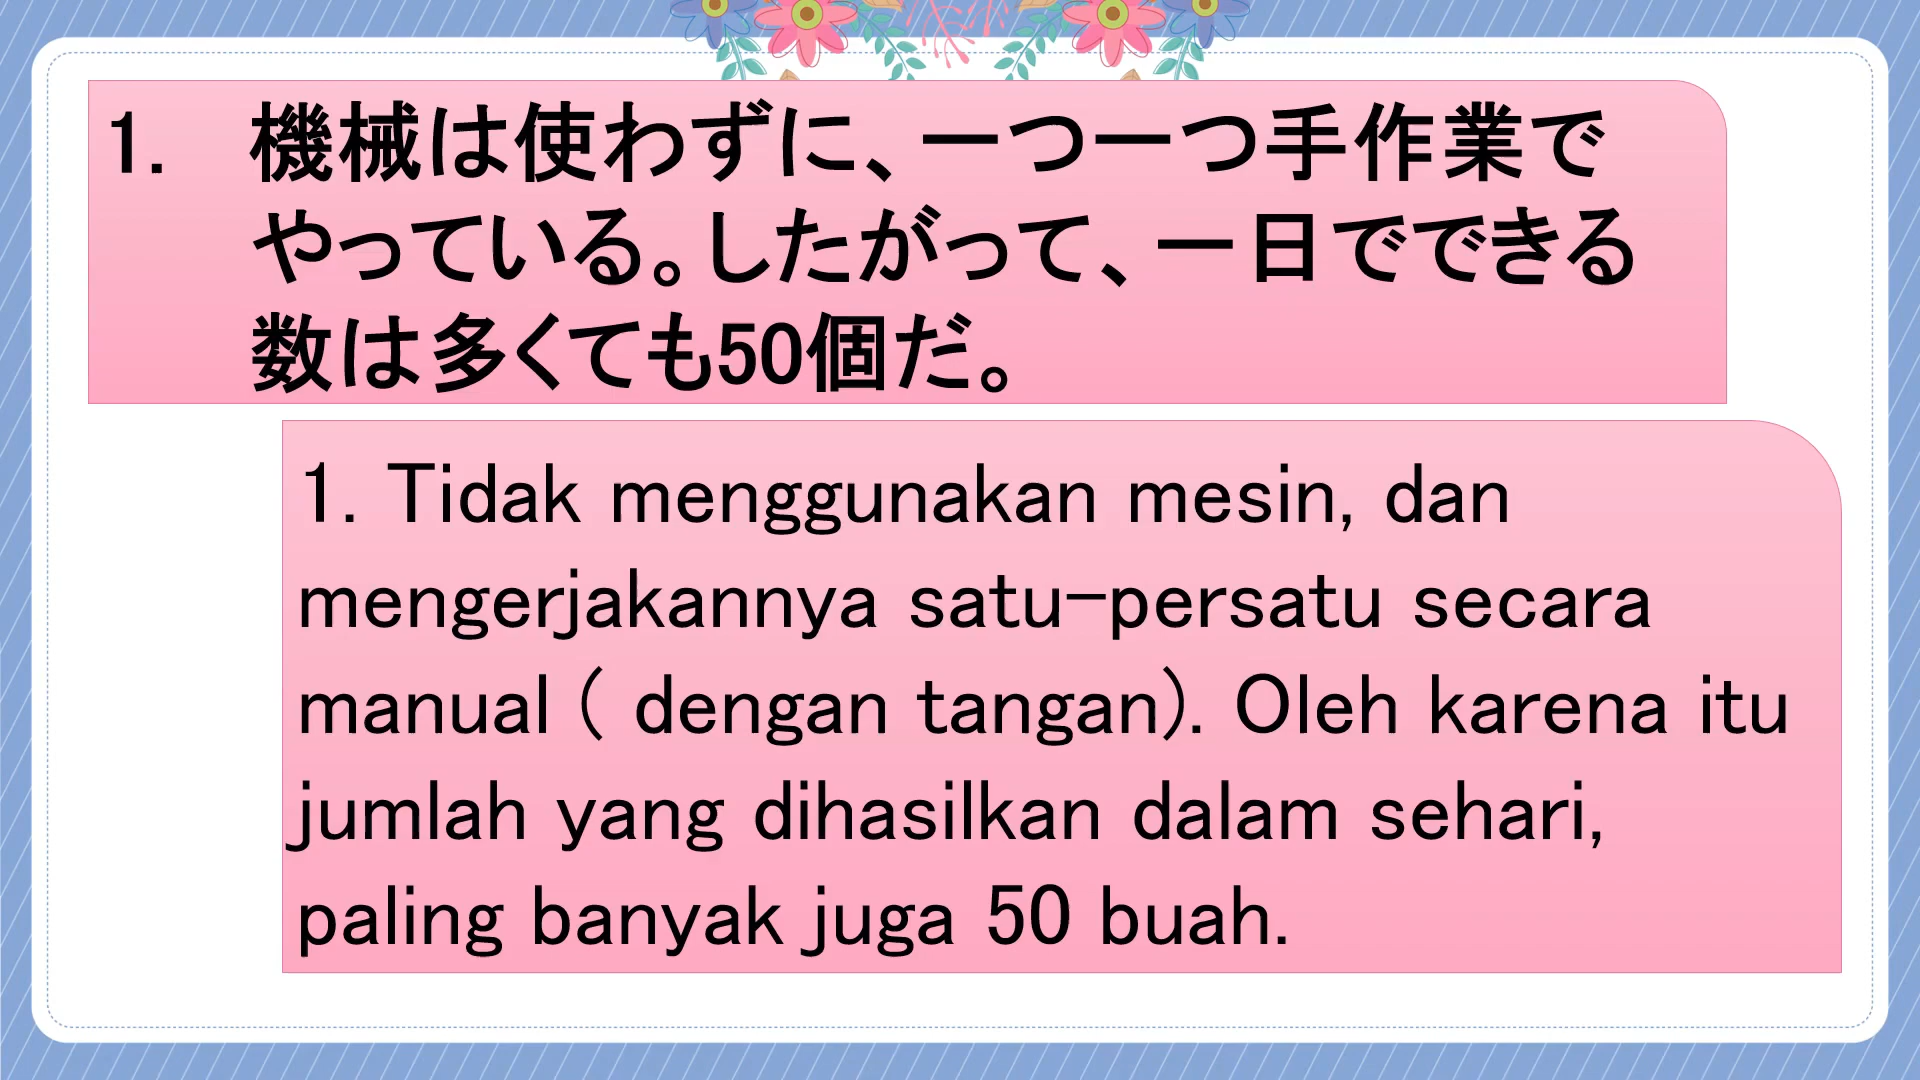 1. 機械は使わずに、一つ一つ手作業で
やっている。したがって、一日でできる
数は多くても50個だ。
1. Tidak menggunakan mesin, dan
mengerjakannya satu-persatu secara
manual ( dengan tangan). Oleh karena itu
jumlah yang dihasilkan dalam sehari,
paling banyak juga 50 buah.